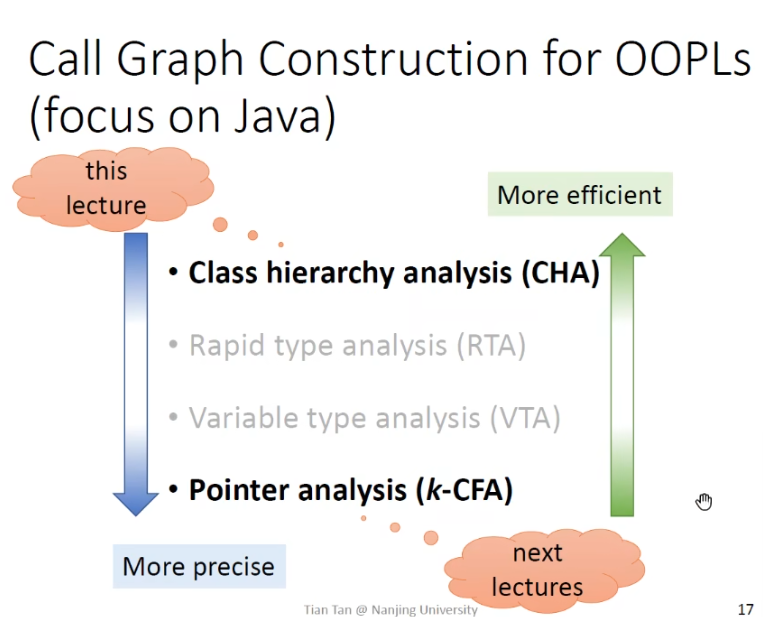 Call Graph Construction for OOPLs
(focus on Java)
this
lecture
More efficient
• Class hierarchy analysis (CHA)
• Rapid type analysis (RTA)
• Variable type analysis (VTA)
• Pointer analysis (k-CFA)
More precise
next
lectures
Tian Tan @ Nanjing University
17